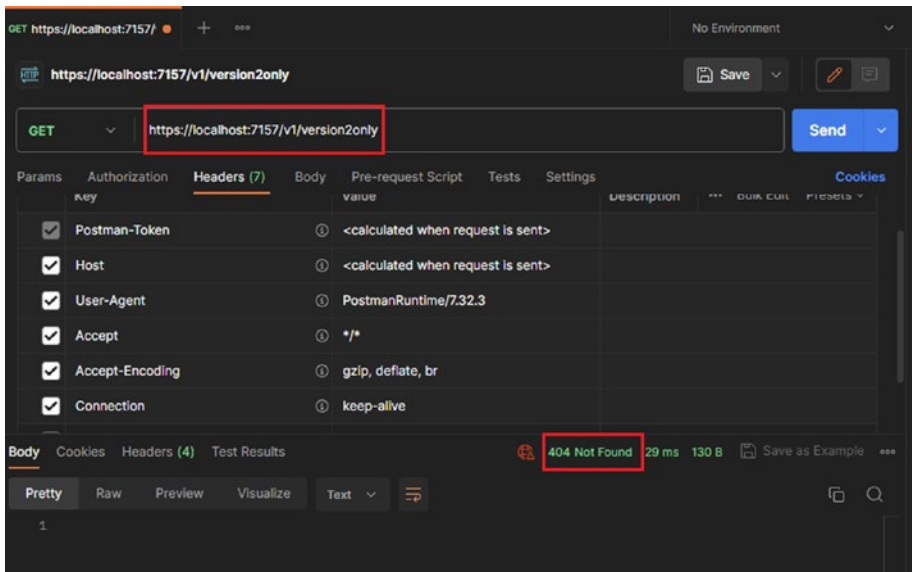 GET https://localhost:7157/
No Environment
HTTP https://localhost:7157/v1/version2only
Save
GET https://localhost:7157/v1/version2only Send
Params Authorization Headers (7) Body Pre-request Script Tests Settings Cookies
Key Value Description Bulk Edit Presets
Postman-Token <calculated when request is sent>
Host <calculated when request is sent>
User-Agent PostmanRuntime/7.32.3
Accept */*
Accept-Encoding gzip, deflate, br
Connection keep-alive
Body Cookies Headers (4) Test Results 404 Not Found 29 ms 130 B Save as Example
Pretty Raw Preview Visualize Text
1